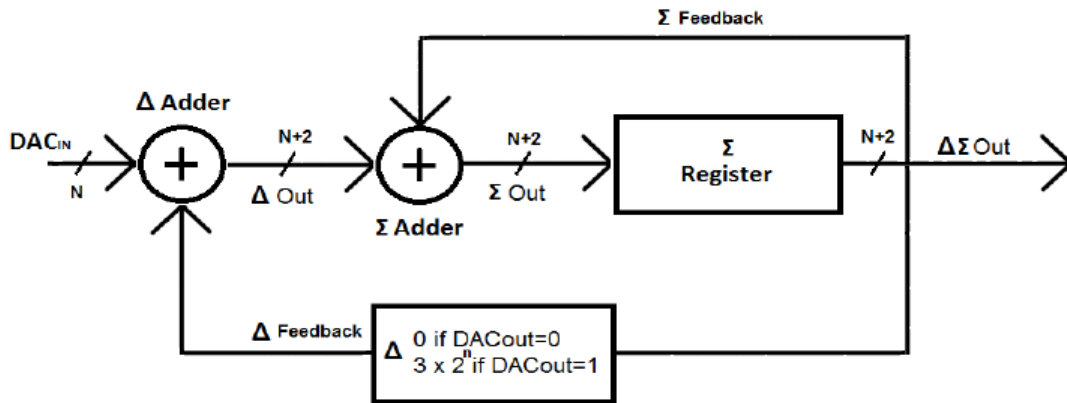 Σ Feedback
Δ Adder
DACIN
N
N+2
Δ Out
Σ Adder
N+2
Σ Out
Σ
Register
N+2
ΔΣ Out
Δ Feedback
Δ
0 if DACout=0
3 x 2ⁿ if DACout=1